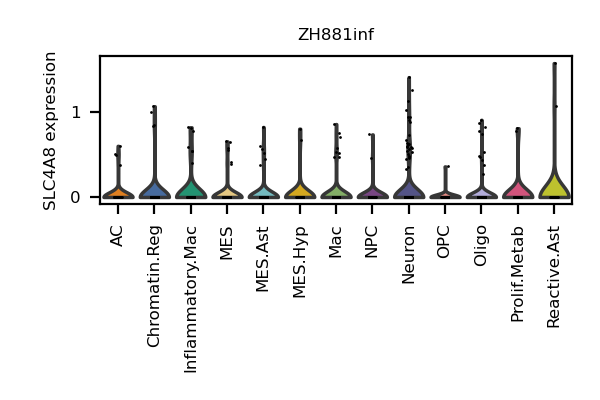 ZH881inf
SLC4A8 expression
1
0
AC
Chromatin.Reg
Inflammatory.Mac
MES
MES.Ast
MES.Hyp
Mac
NPC
Neuron
OPC
Oligo
Prolif.Metab
Reactive.Ast